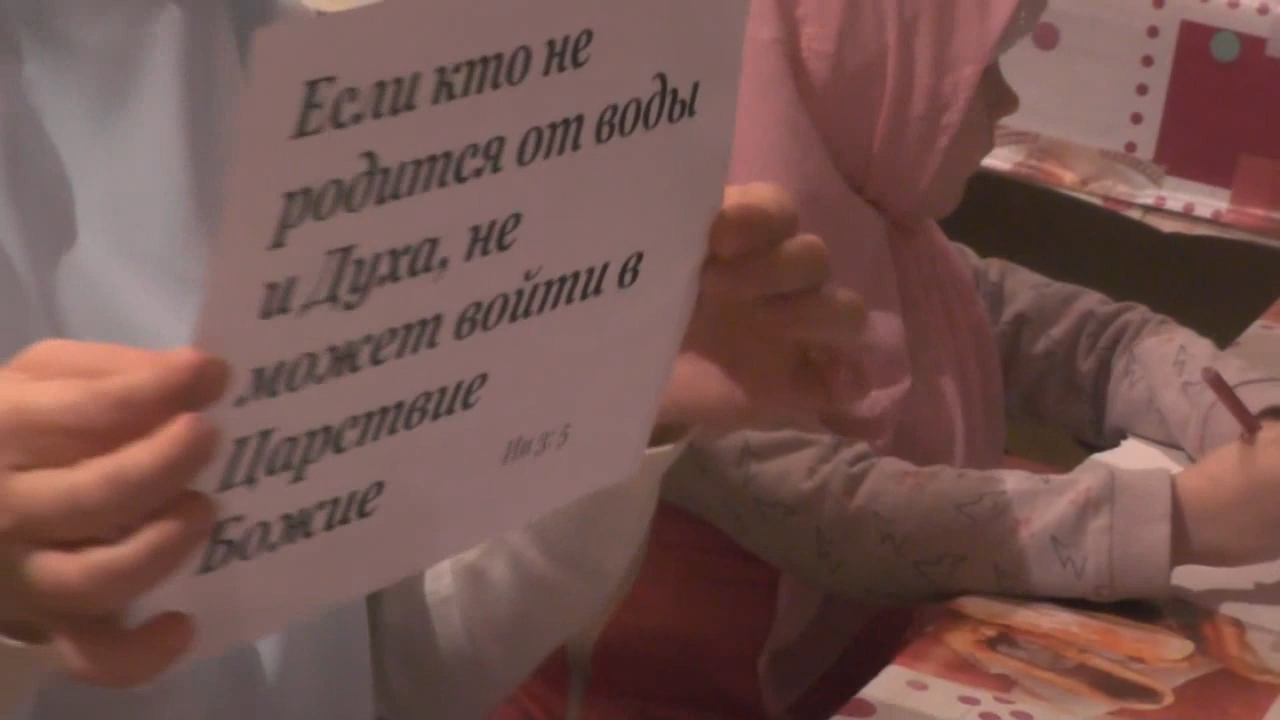 Если кто не
родится от воды
и Духа, не
может войти в
Царствие
Божие
Ин 3: 5